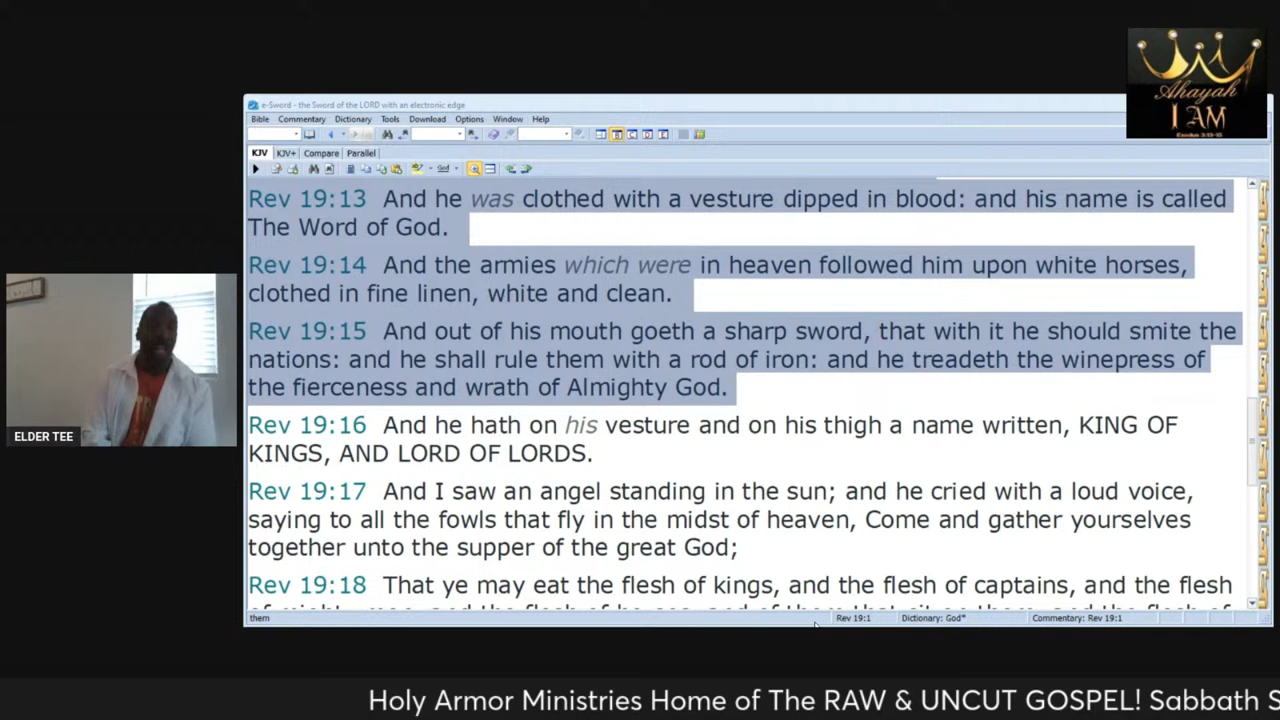 Ahayah
I AM
Exodus 3:13-15
e-Sword - the Sword of the LORD with an electronic edge
Bible Commentary Dictionary Tools Download Options Window Help
KJV KJV+ Compare Parallel
God
Rev 19:13 And he was clothed with a vesture dipped in blood: and his name is called
The Word of God.
Rev 19:14 And the armies which were in heaven followed him upon white horses,
clothed in fine linen, white and clean.
Rev 19:15 And out of his mouth goeth a sharp sword, that with it he should smite the
nations: and he shall rule them with a rod of iron: and he treadeth the winepress of
the fierceness and wrath of Almighty God.
Rev 19:16 And he hath on his vesture and on his thigh a name written, KING OF
KINGS, AND LORD OF LORDS.
Rev 19:17 And I saw an angel standing in the sun; and he cried with a loud voice,
saying to all the fowls that fly in the midst of heaven, Come and gather yourselves
together unto the supper of the great God;
Rev 19:18 That ye may eat the flesh of kings, and the flesh of captains, and the flesh
them Rev 19:1 Dictionary: God* Commentary: Rev 19:1
ELDER TEE
Holy Armor Ministries Home of The RAW & UNCUT GOSPEL! Sabbath S